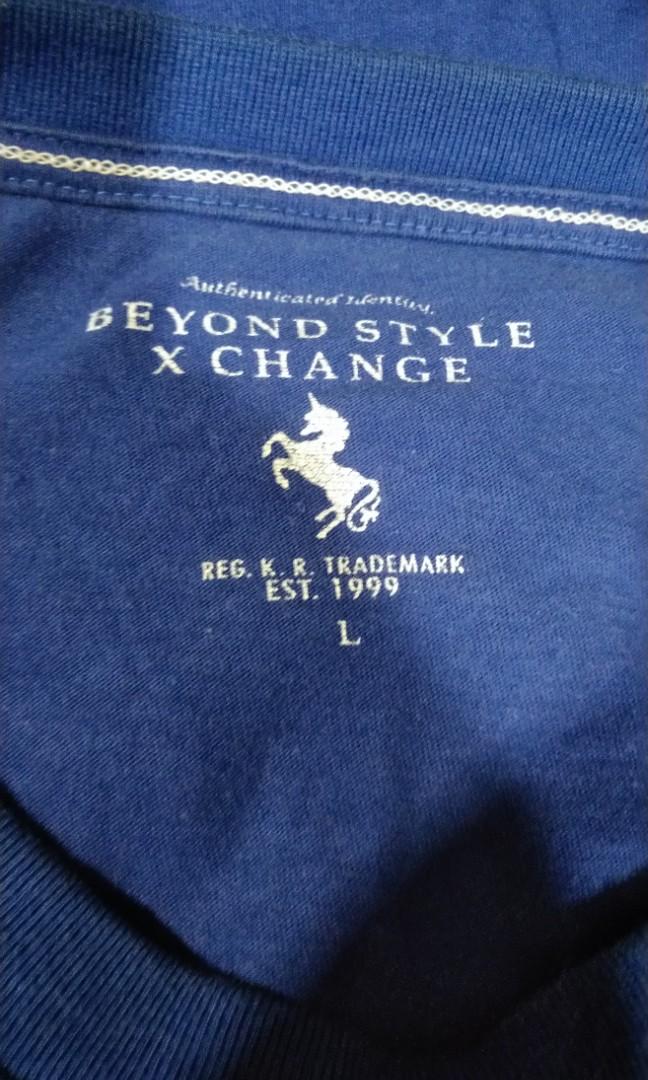 Authenticated Identity.
BEYOND STYLE
X CHANGE
REG. K. R. TRADEMARK
EST. 1999
L